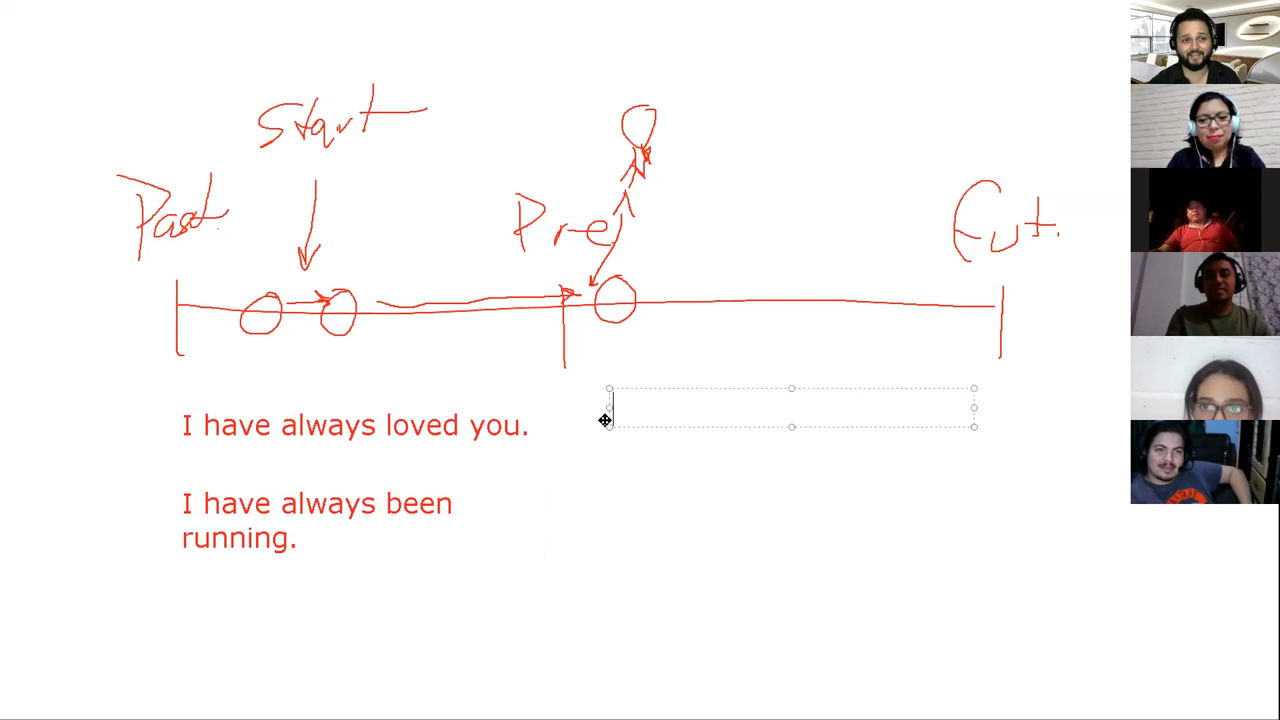 Start
Past
Pre
Fut.
I have always loved you.
I have always been
running.